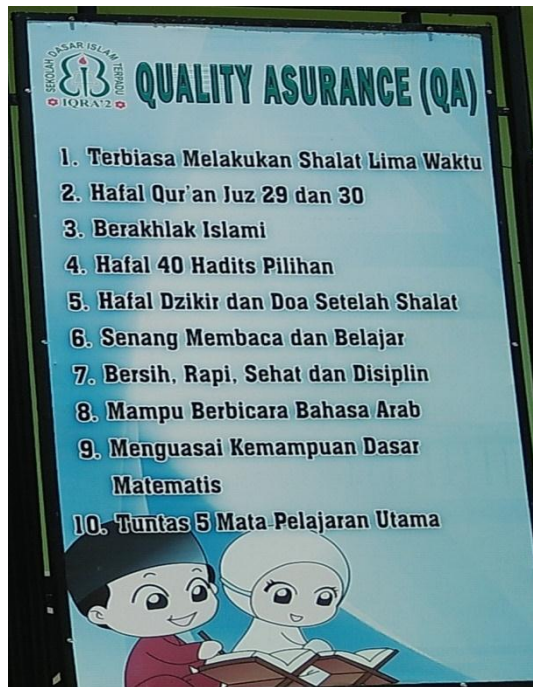 SEKOLAH DASAR ISLAM TERPADU
IQRA'2
QUALITY ASURANCE (QA)
1. Terbiasa Melakukan Shalat Lima Waktu
2. Hafal Qur'an Juz 29 dan 30
3. Berakhlak Islami
4. Hafal 40 Hadits Pilihan
5. Hafal Dzikir dan Doa Setelah Shalat
6. Senang Membaca dan Belajar
7. Bersih, Rapi, Sehat dan Disiplin
8. Mampu Berbicara Bahasa Arab
9. Menguasai Kemampuan Dasar
Matematis
10. Tuntas 5 Mata Pelajaran Utama